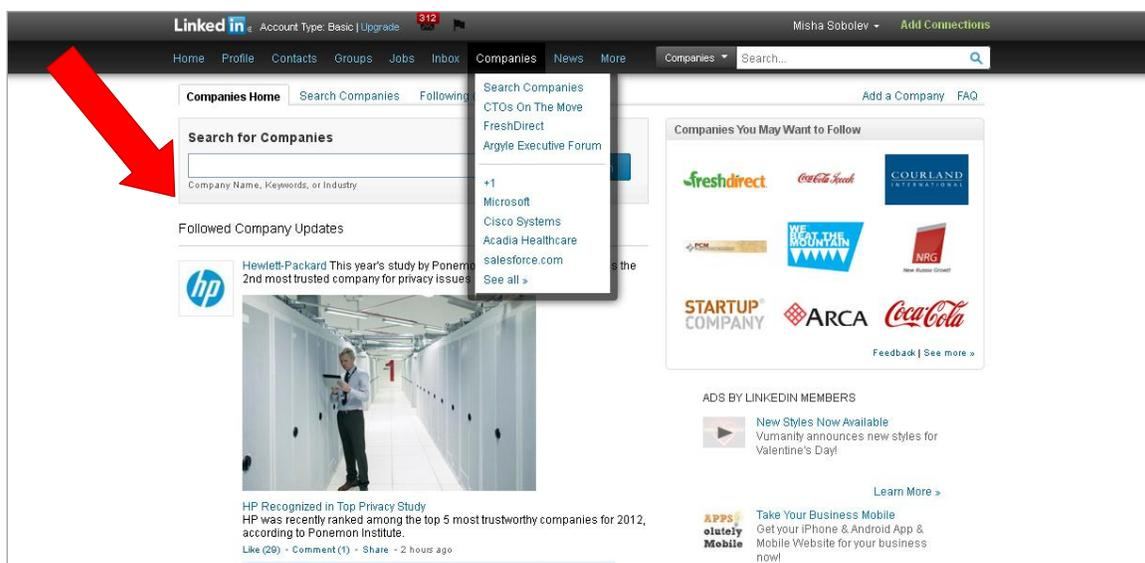 Linked in Account Type: Basic | Upgrade 312 Misha Sobolev Add Connections
Home Profile Contacts Groups Jobs Inbox Companies News More Companies Search...
Companies Home Search Companies Following Add a Company FAQ
Search Companies
CTOs On The Move
FreshDirect
Argyle Executive Forum
+1
Microsoft
Cisco Systems
Acadia Healthcare
salesforce.com
See all »
Search for Companies
Company Name, Keywords, or Industry
Followed Company Updates
hp
Hewlett-Packard This year's study by Ponemo s the
2nd most trusted company for privacy issues
1
HP Recognized in Top Privacy Study
HP was recently ranked among the top 5 most trustworthy companies for 2012,
according to Ponemon Institute.
Like (29) • Comment (1) • Share • 2 hours ago
Companies You May Want to Follow
freshdirect
COURLAND
INTERNATIONAL
PCM
WE
BEAT THE
MOUNTAIN
NRG
New Russia Growth
STARTUP
COMPANY
ARCA
Coca Cola
Feedback | See more »
ADS BY LINKEDIN MEMBERS
New Styles Now Available
Vumanity announces new styles for
Valentine's Day!
Learn More »
APPS
olutely
Mobile
Take Your Business Mobile
Get your iPhone & Android App &
Mobile Website for your business
now!